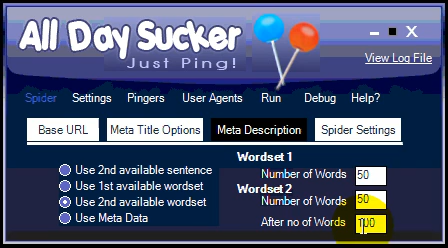 All Day Sucker
Just Ping!
View Log File
Spider Settings Pingers User Agents Run Debug Help?
Base URL Meta Title Options Meta Description Spider Settings
Wordset 1
Use 2nd available sentence Number of Words 50
Use 1st available wordset Wordset 2
Use 2nd available wordset Number of Words 50
Use Meta Data After no of Words 100